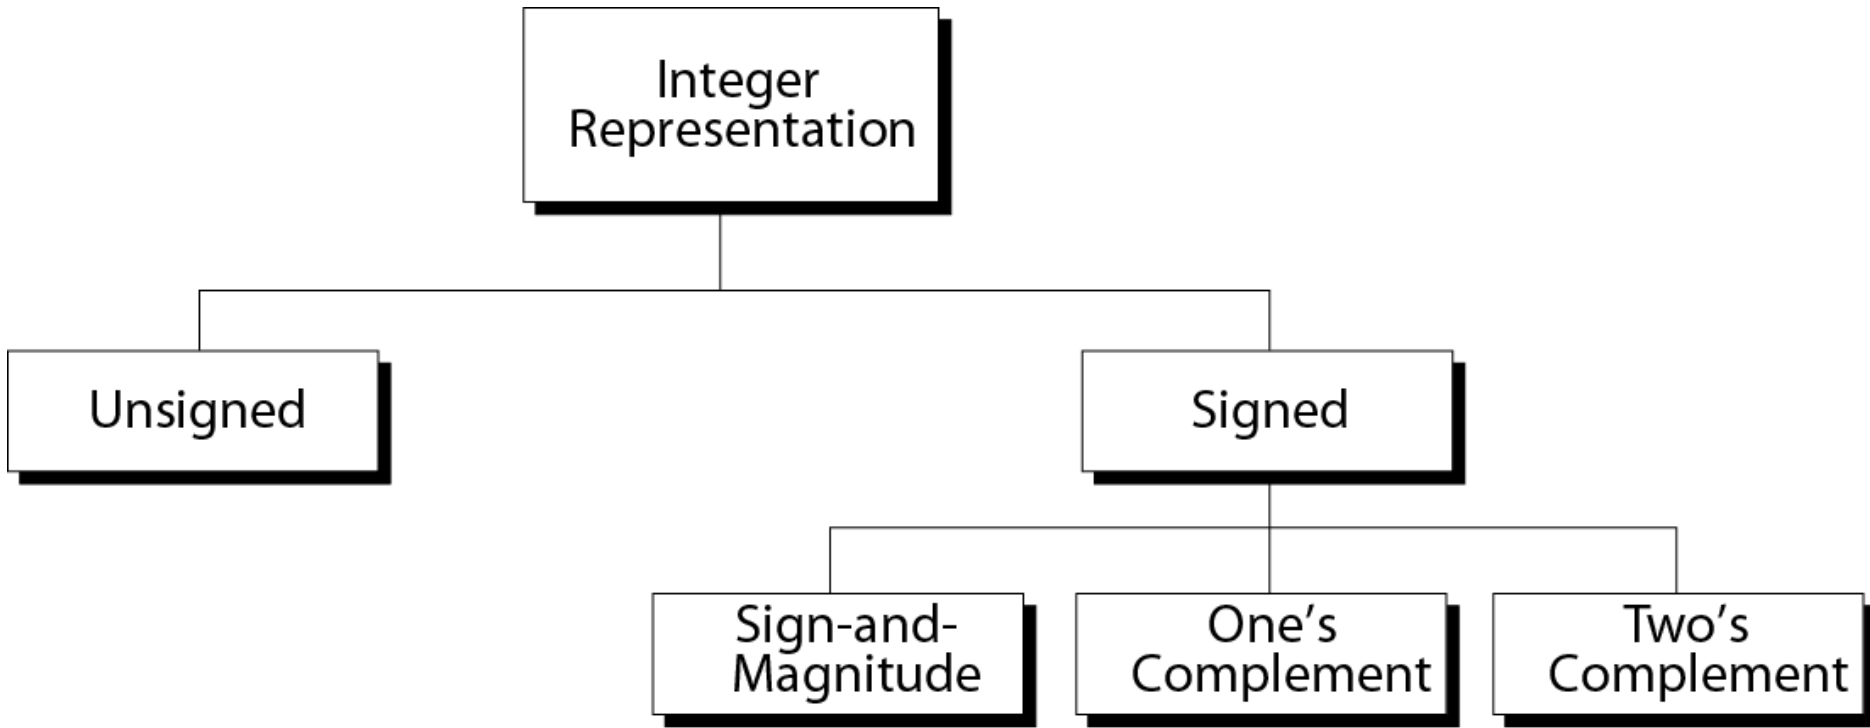 Integer
Representation
Unsigned
Signed
Sign-and-
Magnitude
One’s
Complement
Two’s
Complement